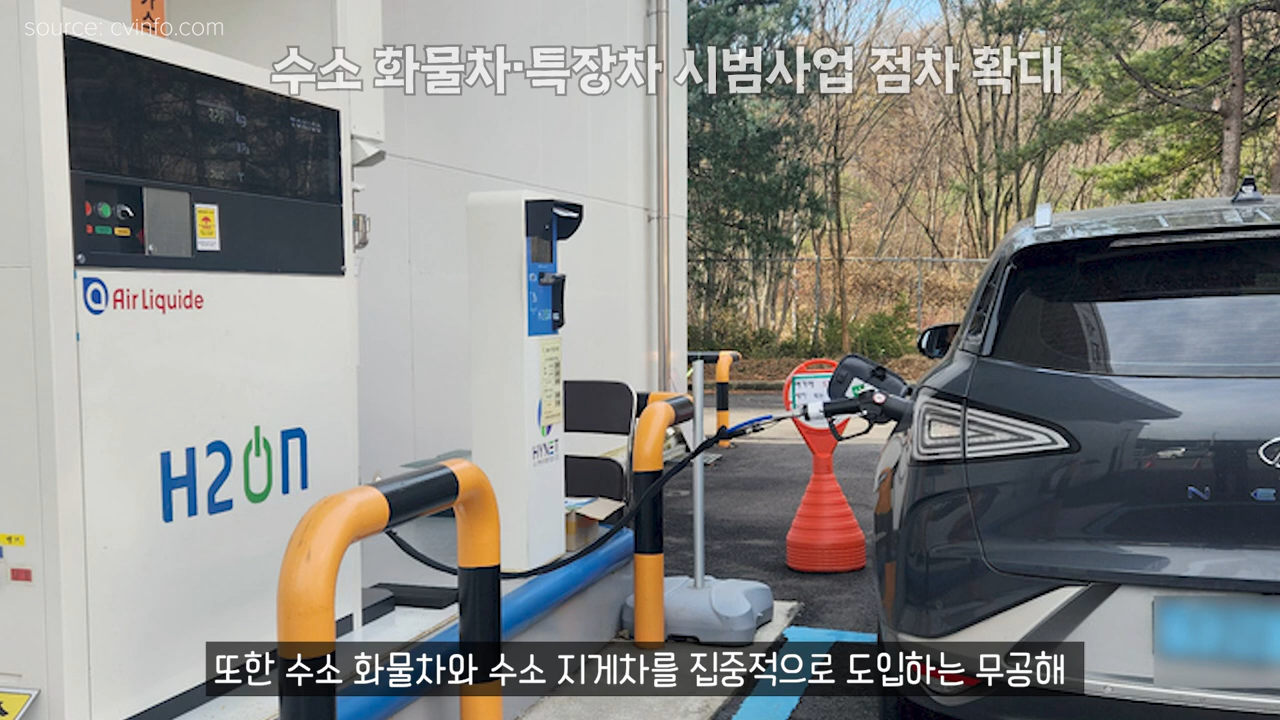 source: cvinfo.com
수소 화물차·특장차 시범사업 점차 확대
Air Liquide
H2ON
HYNET
또한 수소 화물차와 수소 지게차를 집중적으로 도입하는 무공해